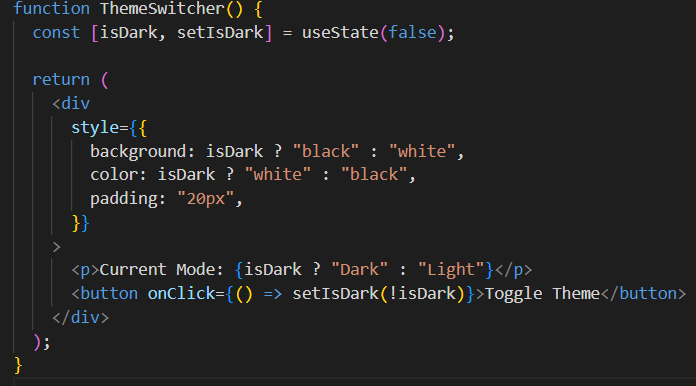 function ThemeSwitcher() {
  const [isDark, setIsDark] = useState(false);

  return (
    <div
      style={{
        background: isDark ? "black" : "white",
        color: isDark ? "white" : "black",
        padding: "20px",
      }}
    >
      <p>Current Mode: {isDark ? "Dark" : "Light"}</p>
      <button onClick={() => setIsDark(!isDark)}>Toggle Theme</button>
    </div>
  );
}